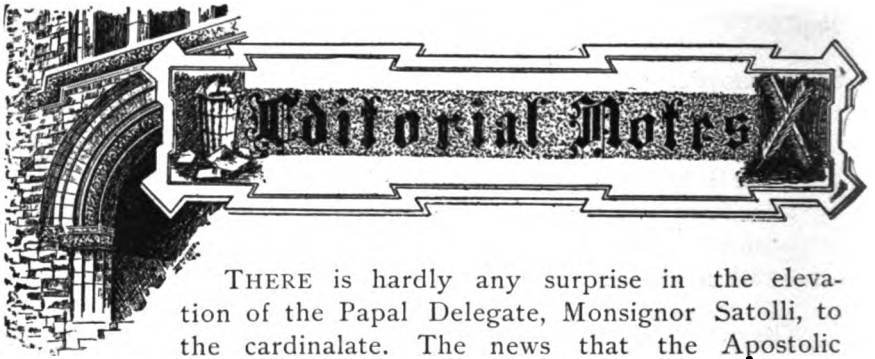 Editorial Notes
THERE is hardly any surprise in the eleva-
tion of the Papal Delegate, Monsignor Satolli, to
the cardinalate. The news that the Apostolic